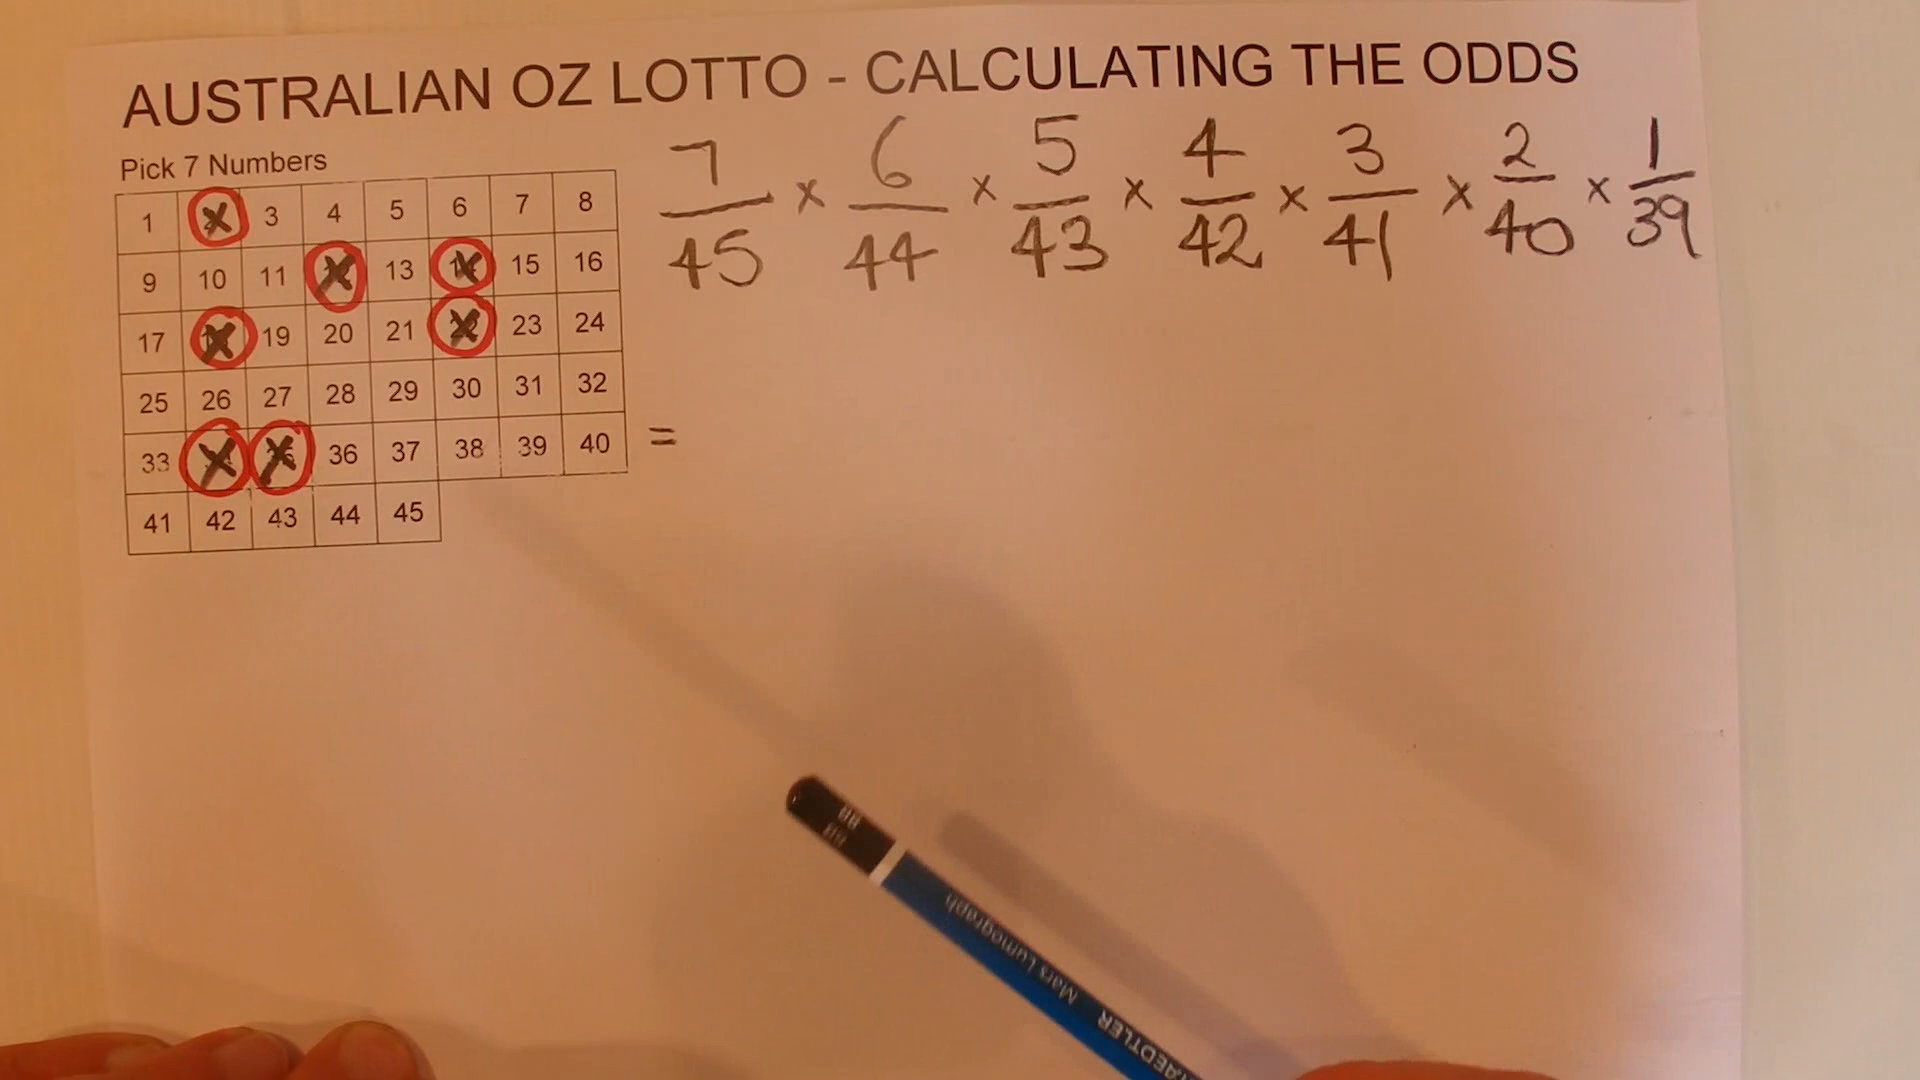 AUSTRALIAN OZ LOTTO - CALCULATING THE ODDS
Pick 7 Numbers
7/45 × 6/44 × 5/43 × 4/42 × 3/41 × 2/40 × 1/39
1 3 4 5 6 7 8
9 10 11 13 15 16
17 19 20 21 23 24
25 26 27 28 29 30 31 32
33 36 37 38 39 40
=
41 42 43 44 45
Mars Lumograph